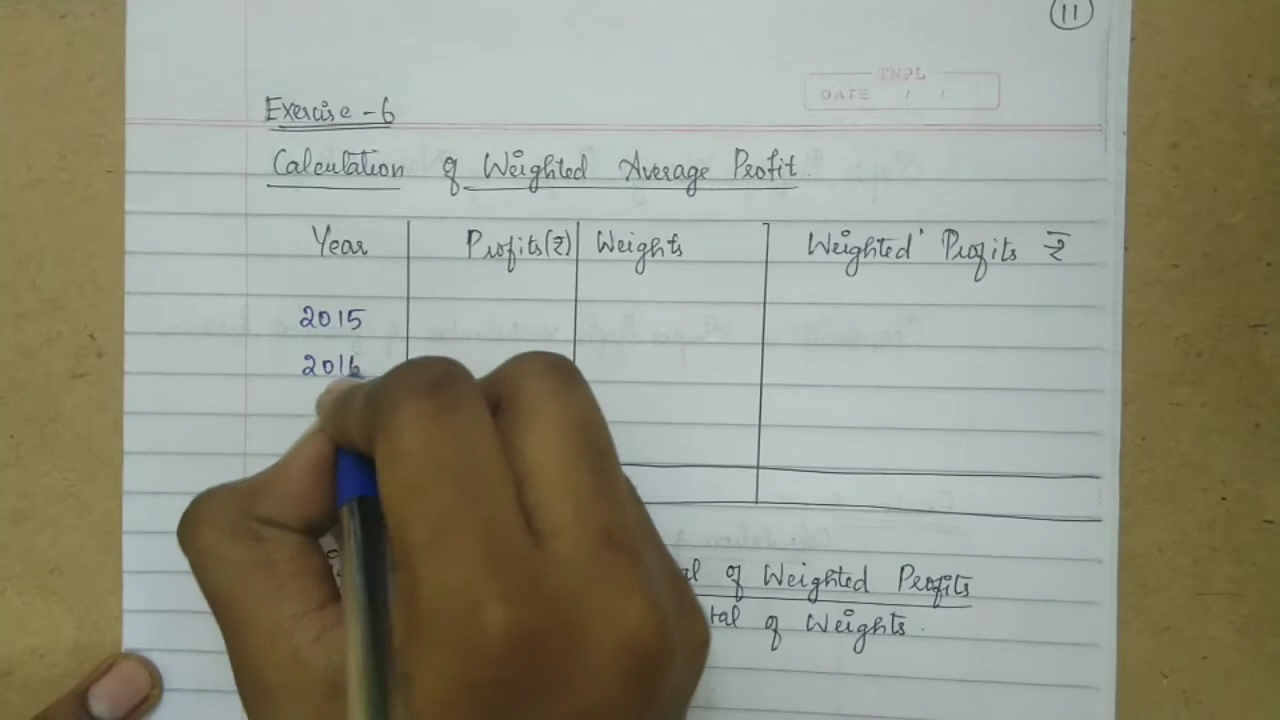 11
TNPL
DATE / /
Exercise - 6
Calculation of Weighted Average Profit.
Year Profits(₹) Weights Weighted Profits ₹
2015
2016
of Weighted Profits
of Weights.